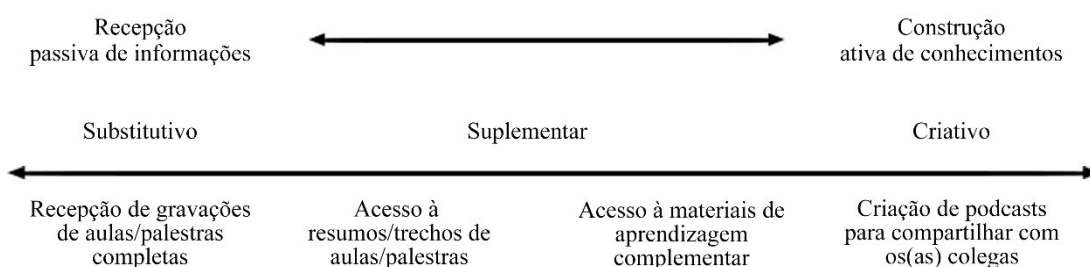 Recepção
passiva de informações
Construção
ativa de conhecimentos
Substitutivo
Suplementar
Criativo
Recepção de gravações
de aulas/palestras
completas
Acesso à
resumos/trechos de
aulas/palestras
Acesso à materiais de
aprendizagem
complementar
Criação de podcasts
para compartilhar com
os(as) colegas